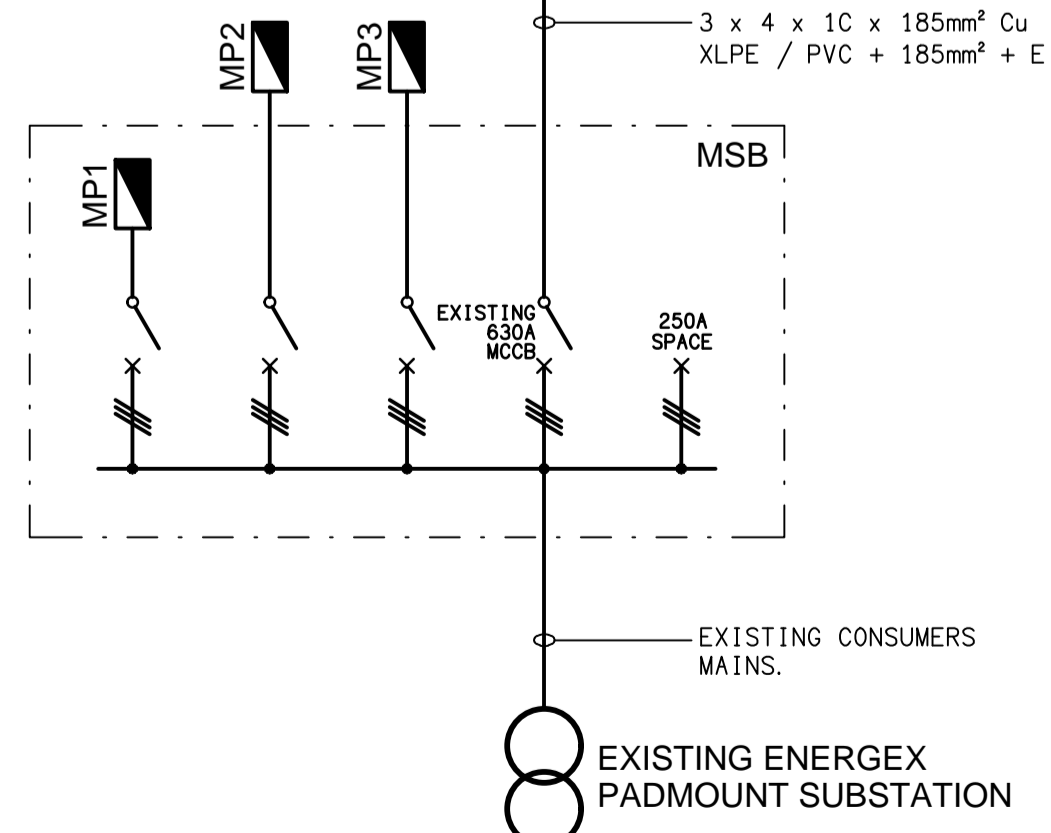 3 x 4 x 1C x 185mm² Cu
XLPE / PVC + 185mm² + E
MP2
MP3
MSB
MP1
EXISTING
630A
MCCB
250A
SPACE
EXISTING CONSUMERS
MAINS.
EXISTING ENERGEX
PADMOUNT SUBSTATION